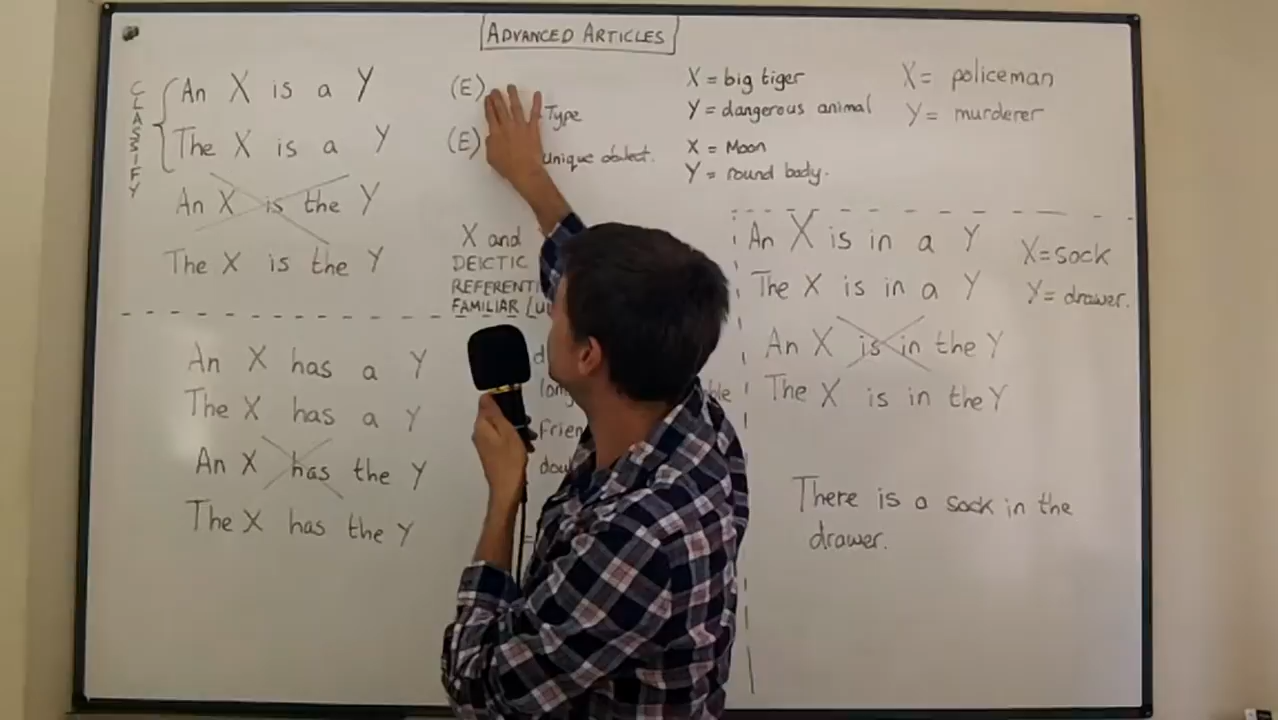 ADVANCED ARTICLES
CLASSIFY
An X is a Y
The X is a Y
An X is the Y
The X is the Y
(E)
Type
(E)
unique object.
X = big tiger
Y = dangerous animal
X = Moon
Y = round body.
X = policeman
Y = murderer
X and
DEICTIC
FAMILIAR
An X has a Y
The X has a Y
An X has the Y
The X has the Y
An X is in a Y
The X is in a Y
An X is in the Y
The X is in the Y
X=sock
Y= drawer.
There is a sock in the
drawer.